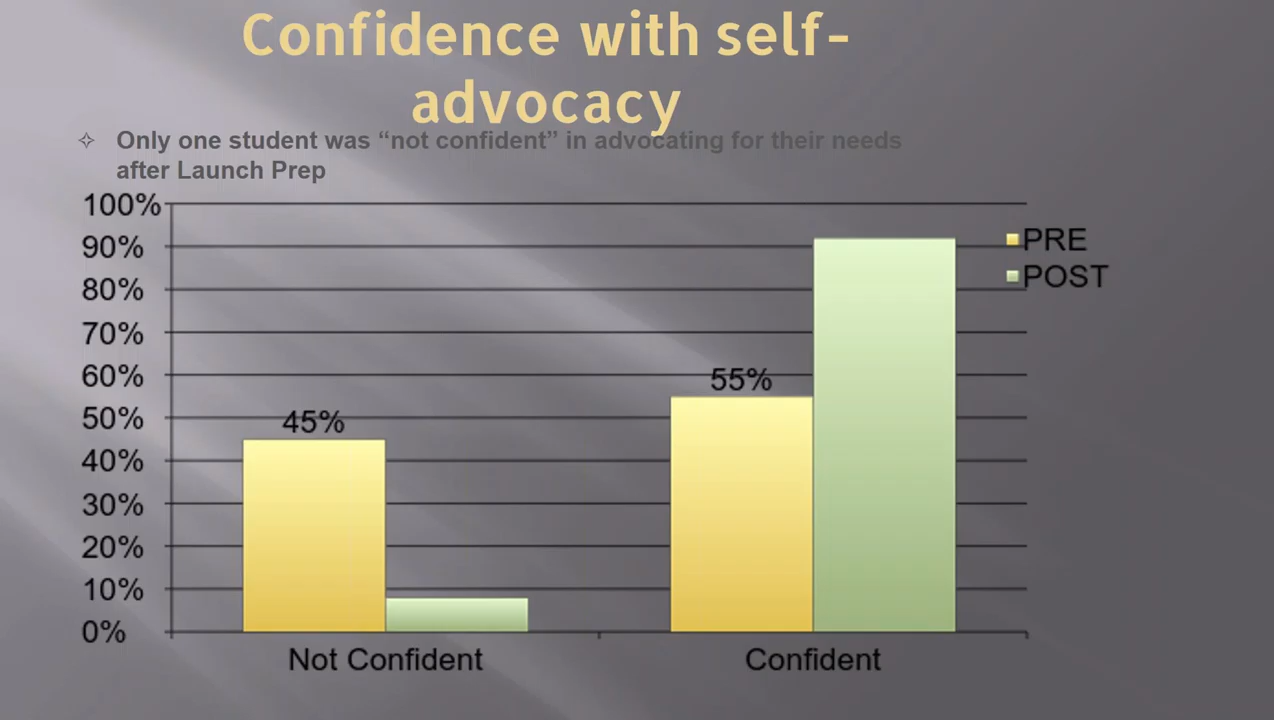 Confidence with self-
advocacy
✧ Only one student was “not confident” in advocating for their needs
after Launch Prep
100%
90%
80%
70%
60%
50%
40%
30%
20%
10%
0%
45%
55%
PRE
POST
Not Confident
Confident